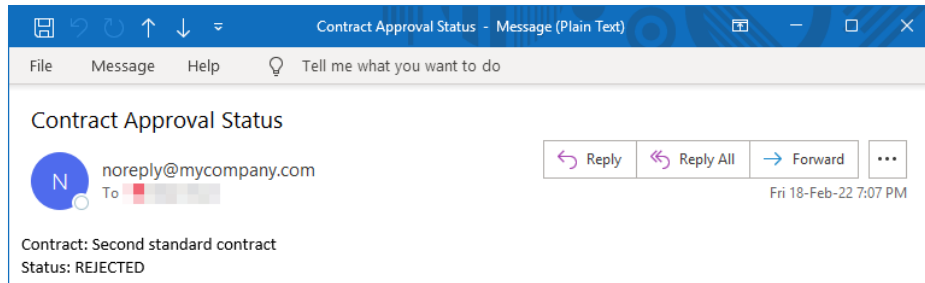 Contract Approval Status - Message (Plain Text)
File Message Help Tell me what you want to do
Contract Approval Status
Reply Reply All Forward
N
noreply@mycompany.com
To
Fri 18-Feb-22 7:07 PM
Contract: Second standard contract
Status: REJECTED